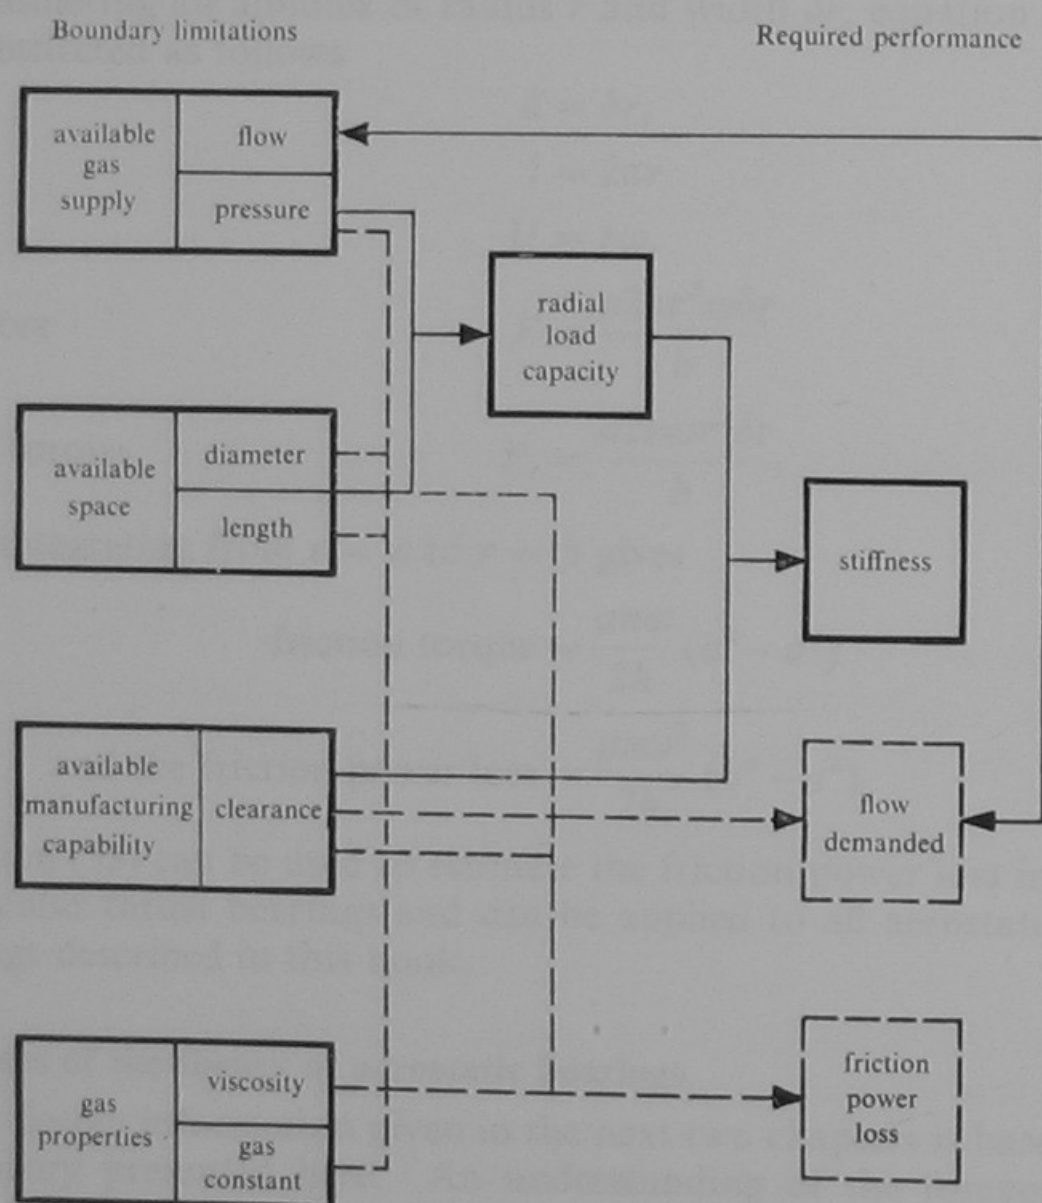 Boundary limitations
Required performance
available
gas
supply
flow
pressure
radial
load
capacity
available
space
diameter
length
stiffness
available
manufacturing
capability
clearance
flow
demanded
gas
properties
viscosity
gas
constant
friction
power
loss